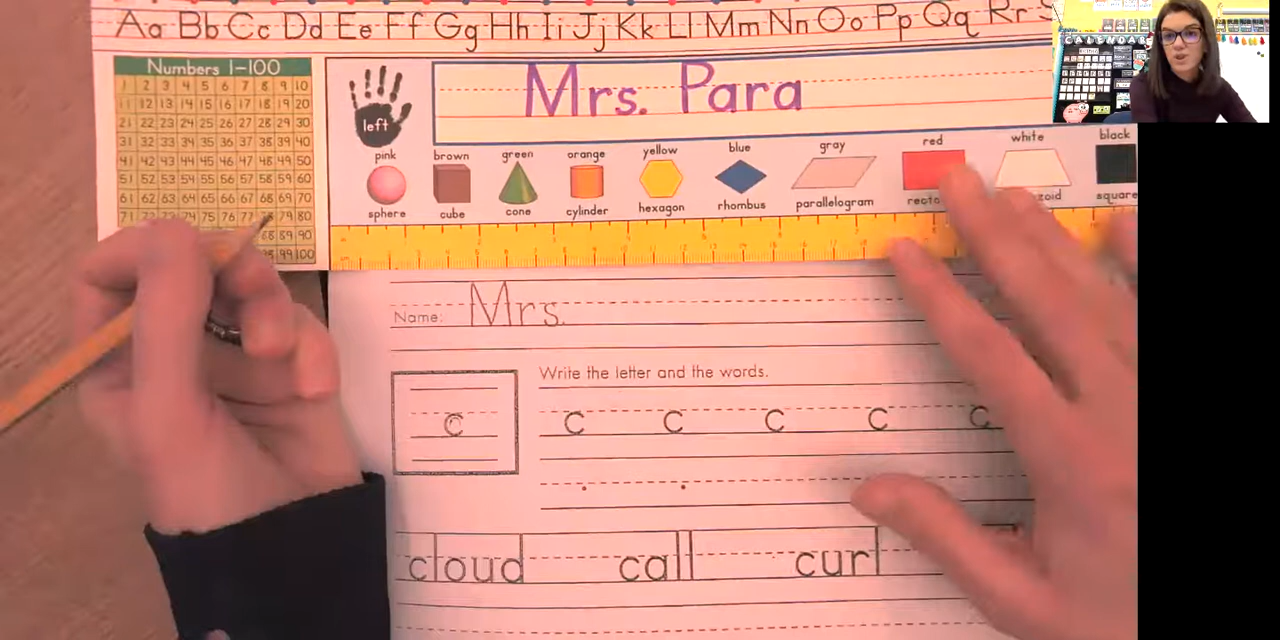 Aa Bb Cc Dd Ee Ff Gg Hh Ii Jj Kk Ll Mm Nn Oo Pp Qq Rr
Numbers 1-100
1 2 3 4 5 6 7 8 9 10
11 12 13 14 15 16 17 18 19 20
21 22 23 24 25 26 27 28 29 30
31 32 33 34 35 36 37 38 39 40
41 42 43 44 45 46 47 48 49 50
51 52 53 54 55 56 57 58 59 60
61 62 63 64 65 66 67 68 69 70
71 72 73 74 75 76 77 78 79 80
88 89 90
99 100
left
Mrs. Para
pink brown green orange yellow blue gray red white black
sphere cube cone cylinder hexagon rhombus parallelogram square
Name: Mrs.
Write the letter and the words.
c c c c c c
cloud call curl